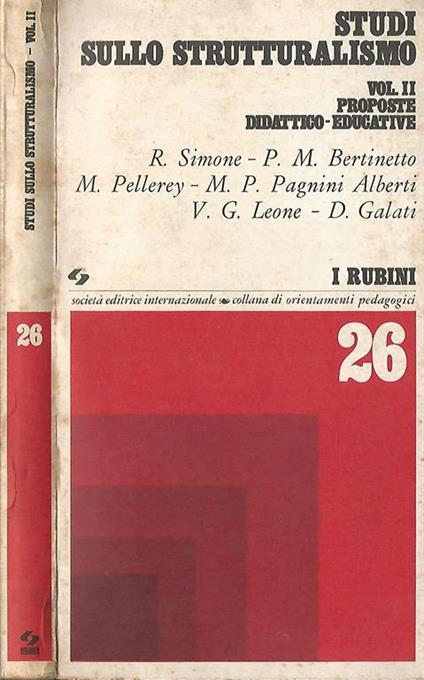 STUDI SULLO STRUTTURALISMO – VOL. II
26
SEI
STUDI
SULLO STRUTTURALISMO
VOL. II
PROPOSTE
DIDATTICO-EDUCATIVE
R. Simone – P. M. Bertinetto
M. Pellerey – M. P. Pagnini Alberti
V. G. Leone – D. Galati
I RUBINI
società editrice internazionale collana di orientamenti pedagogici
26